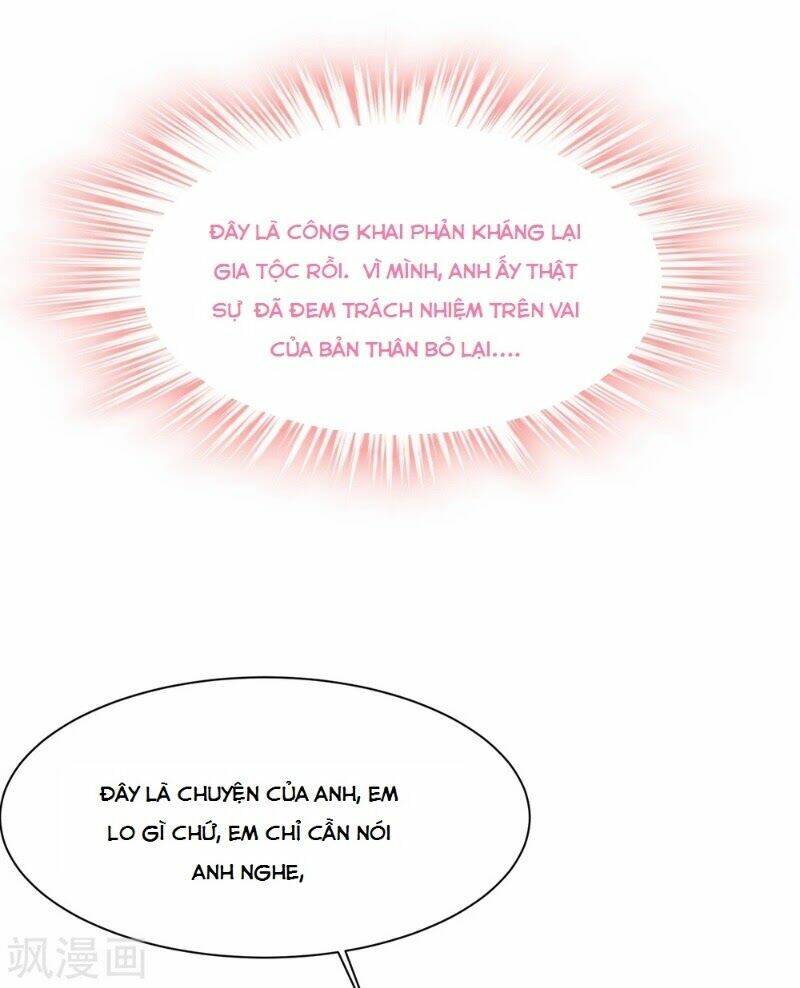 ĐÂY LÀ CÔNG KHAI PHẢN KHÁNG LẠI
GIA TỘC RỒI. VÌ MÌNH, ANH ẤY THẬT
SỰ ĐÃ ĐEM TRÁCH NHIỆM TRÊN VAI
CỦA BẢN THÂN BỎ LẠI....
ĐÂY LÀ CHUYỆN CỦA ANH, EM
LO GÌ CHỨ, EM CHỈ CẦN NÓI
ANH NGHE,
飒漫画